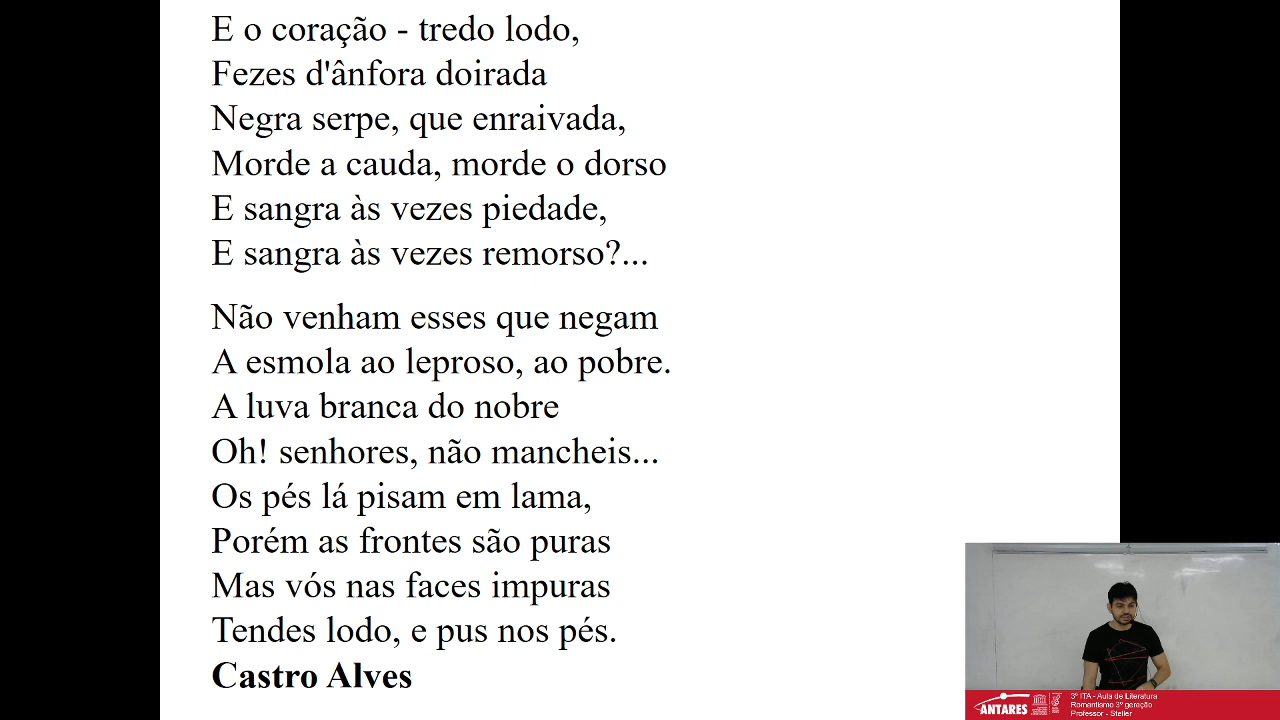 E o coração - tredo lodo,
Fezes d'ânfora doirada
Negra serpe, que enraivada,
Morde a cauda, morde o dorso
E sangra às vezes piedade,
E sangra às vezes remorso?...
Não venham esses que negam
A esmola ao leproso, ao pobre.
A luva branca do nobre
Oh! senhores, não mancheis...
Os pés lá pisam em lama,
Porém as frontes são puras
Mas vós nas faces impuras
Tendes lodo, e pus nos pés.
Castro Alves
ANTARES
3º ITA - Aula de Literatura
Romantismo 3º geração
Professor - Steller